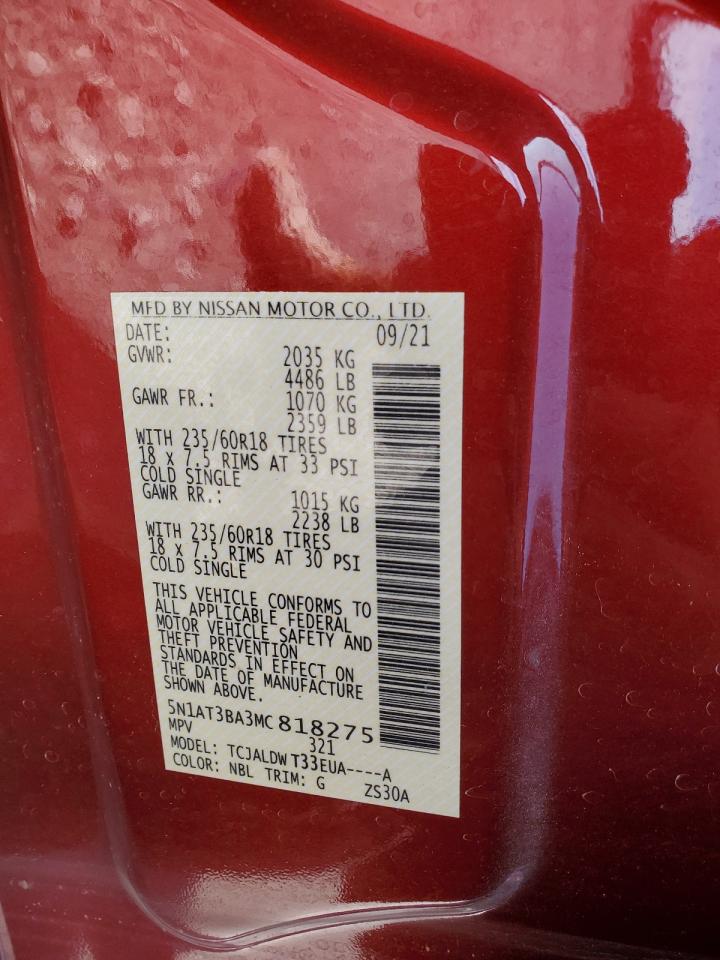 MFD BY NISSAN MOTOR CO., LTD.
DATE: 09/21
GVWR: 2035 KG
4486 LB
GAWR FR.: 1070 KG
2359 LB
WITH 235/60R18 TIRES
18 x 7.5 RIMS AT 33 PSI
COLD SINGLE
GAWR RR.: 1015 KG
2238 LB
WITH 235/60R18 TIRES
18 x 7.5 RIMS AT 30 PSI
COLD SINGLE
THIS VEHICLE CONFORMS TO
ALL APPLICABLE FEDERAL
MOTOR VEHICLE SAFETY AND
THEFT PREVENTION
STANDARDS IN EFFECT ON
THE DATE OF MANUFACTURE
SHOWN ABOVE.
5N1AT3BA3MC818275
MPV 321
MODEL: TCJALDWT33EUA----A
COLOR: NBL TRIM: G ZS30A